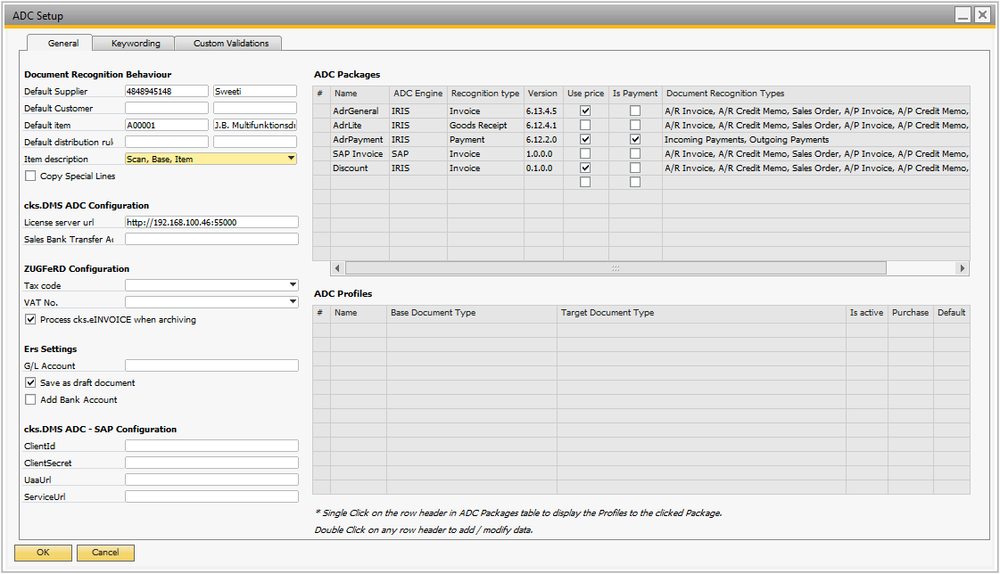 ADC Setup
General
Keywording
Custom Validations
Document Recognition Behaviour
Default Supplier 4848945148 Sweeti
Default Customer
Default item A00001 J.B. Multifunktionsdr
Default distribution rule
Item description Scan, Base, Item
Copy Special Lines
cks.DMS ADC Configuration
License server url http://192.168.100.46:55000
Sales Bank Transfer Ac
ZUGFeRD Configuration
Tax code
VAT No.
Process cks.eINVOICE when archiving
Ers Settings
G/L Account
Save as draft document
Add Bank Account
cks.DMS ADC - SAP Configuration
ClientId
ClientSecret
UaaUrl
ServiceUrl
ADC Packages
# Name ADC Engine Recognition type Version Use price Is Payment Document Recognition Types
AdrGeneral IRIS Invoice 6.13.4.5 A/R Invoice, A/R Credit Memo, Sales Order, A/P Invoice, A/P Credit Memo,
AdrLite IRIS Goods Receipt 6.12.4.1 A/R Invoice, A/R Credit Memo, Sales Order, A/P Invoice, A/P Credit Memo,
AdrPayment IRIS Payment 6.12.2.0 Incoming Payments, Outgoing Payments
SAP Invoice SAP Invoice 1.0.0.0 A/R Invoice, A/R Credit Memo, Sales Order, A/P Invoice, A/P Credit Memo,
Discount IRIS Invoice 0.1.0.0 A/R Invoice, A/R Credit Memo, Sales Order, A/P Invoice, A/P Credit Memo,
ADC Profiles
# Name Base Document Type Target Document Type Is active Purchase Default
* Single Click on the row header in ADC Packages table to display the Profiles to the clicked Package.
Double Click on any row header to add / modify data.
OK
Cancel